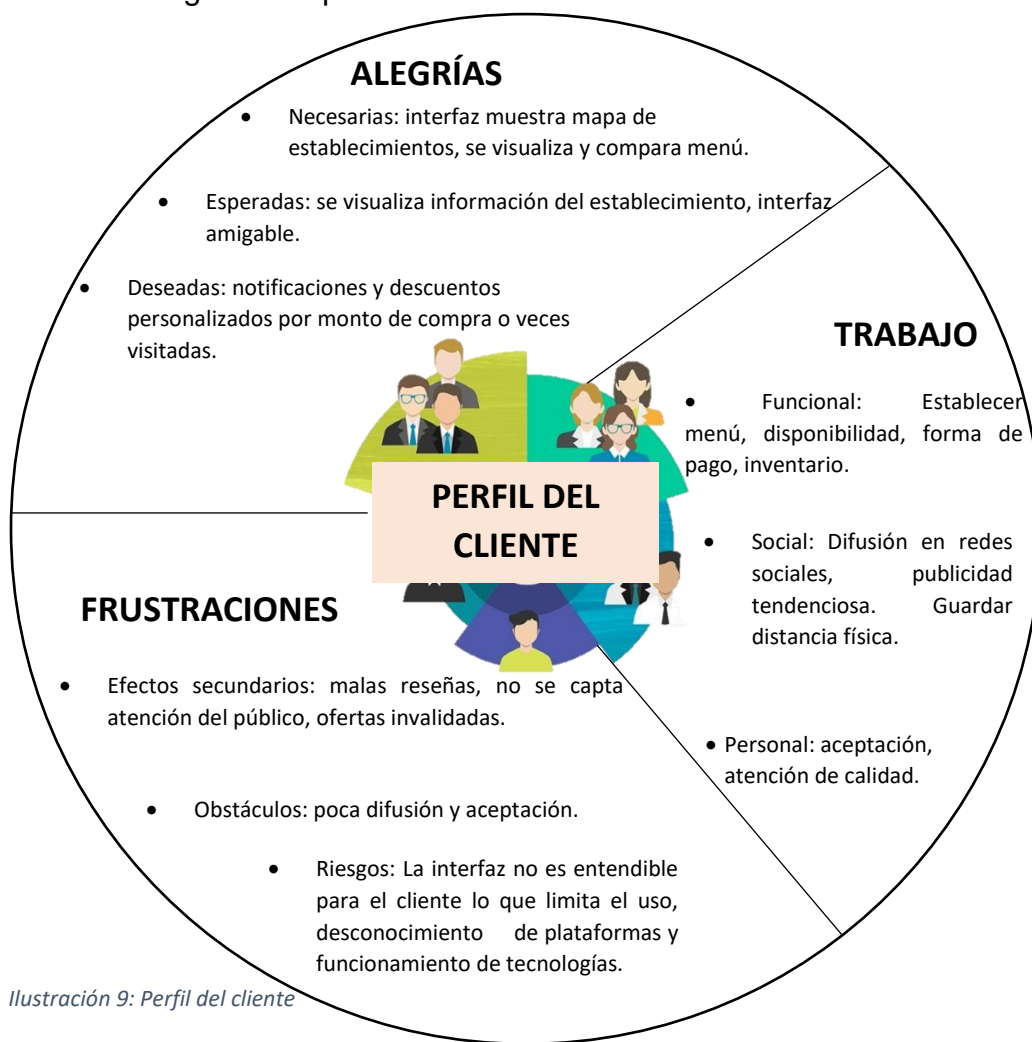 ALEGRÍAS
• Necesarias: interfaz muestra mapa de
establecimientos, se visualiza y compara menú.
• Esperadas: se visualiza información del establecimiento, interfaz
amigable.
• Deseadas: notificaciones y descuentos
personalizados por monto de compra o veces
visitadas.
TRABAJO
• Funcional: Establecer
menú, disponibilidad, forma de
pago, inventario.
• Social: Difusión en redes
sociales, publicidad
tendenciosa. Guardar
distancia física.
• Personal: aceptación,
atención de calidad.
PERFIL DEL
CLIENTE
FRUSTRACIONES
• Efectos secundarios: malas reseñas, no se capta
atención del público, ofertas invalidadas.
• Obstáculos: poca difusión y aceptación.
• Riesgos: La interfaz no es entendible
para el cliente lo que limita el uso,
desconocimiento de plataformas y
funcionamiento de tecnologías.
Ilustración 9: Perfil del cliente